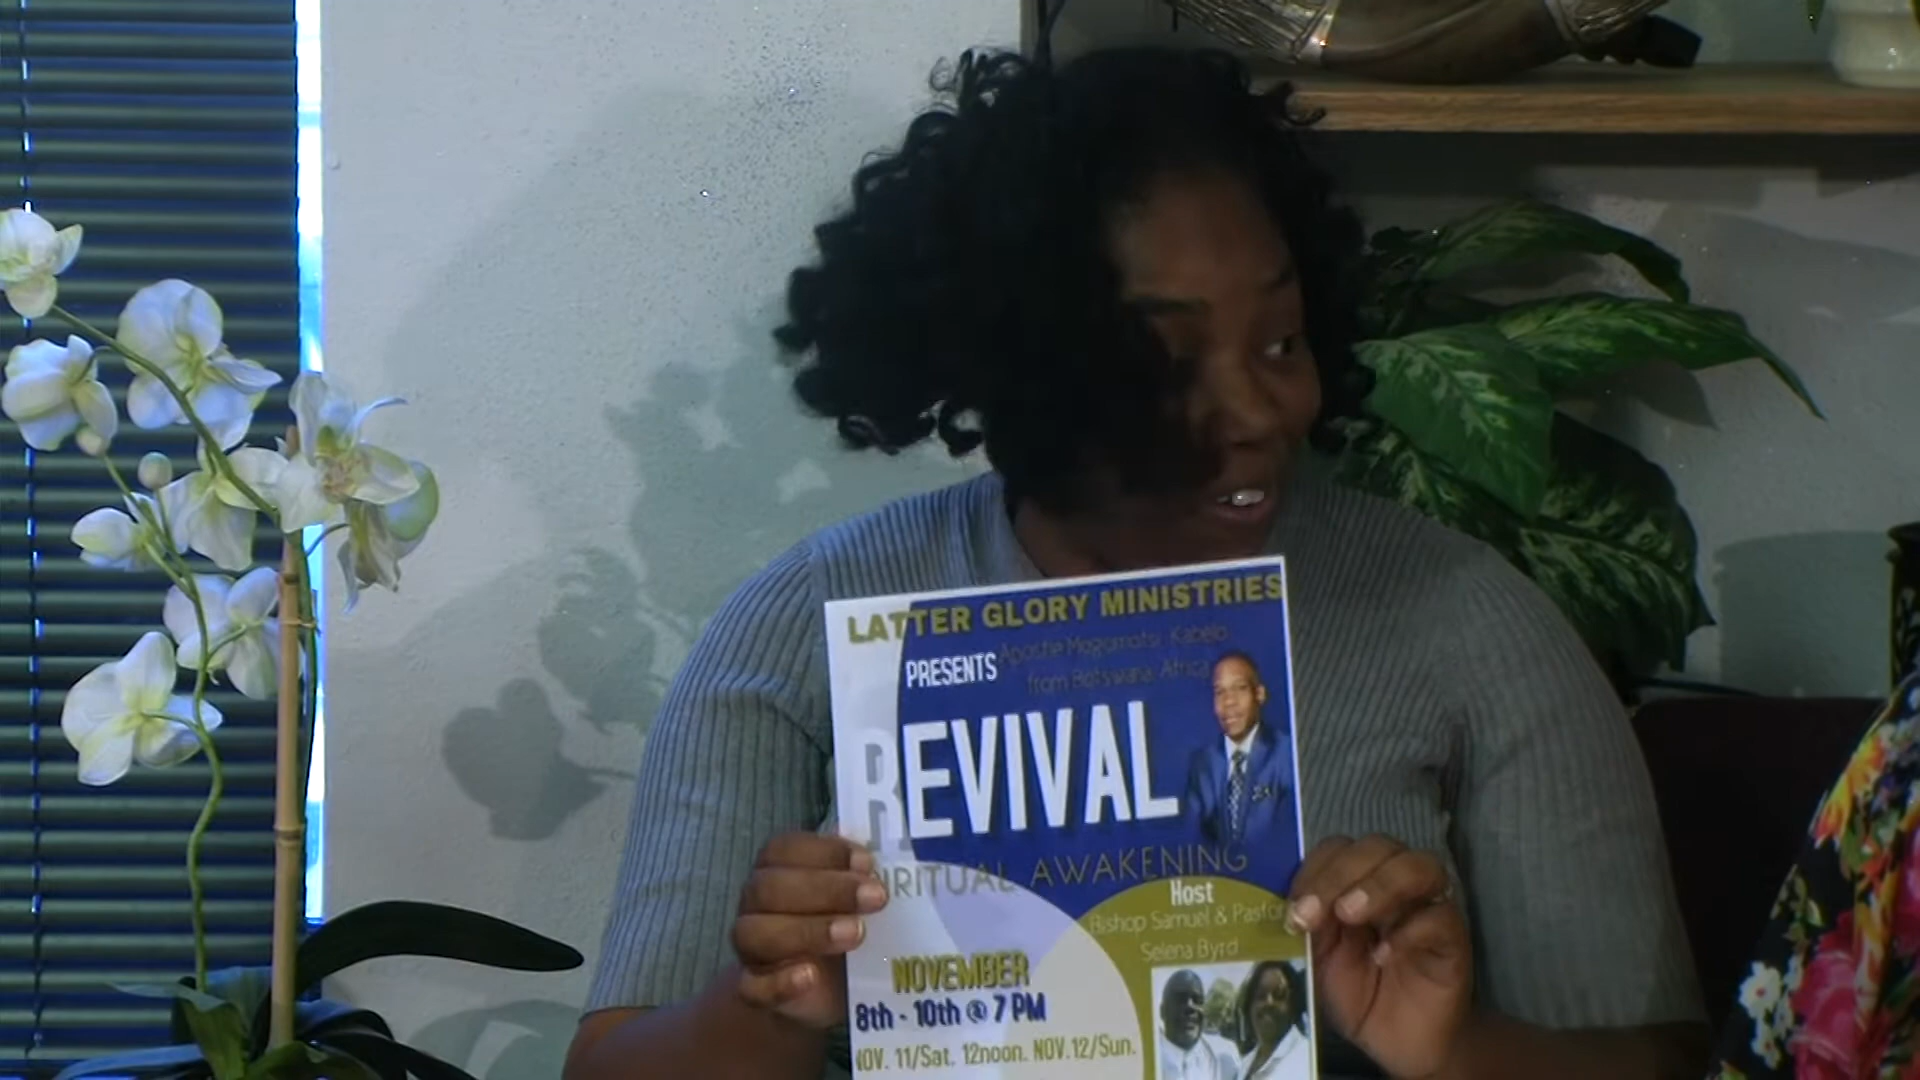 LATTER GLORY MINISTRIES
PRESENTS
Apostle Mogomotsi Kabelo
from Botswana, Africa
REVIVAL
IRITUAL AWAKENING
Host
Bishop Samuel & Pastor
Selena Byrd
NOVEMBER
8th - 10th @ 7 PM
NOV. 11/Sat. 12noon. NOV.12/Sun.